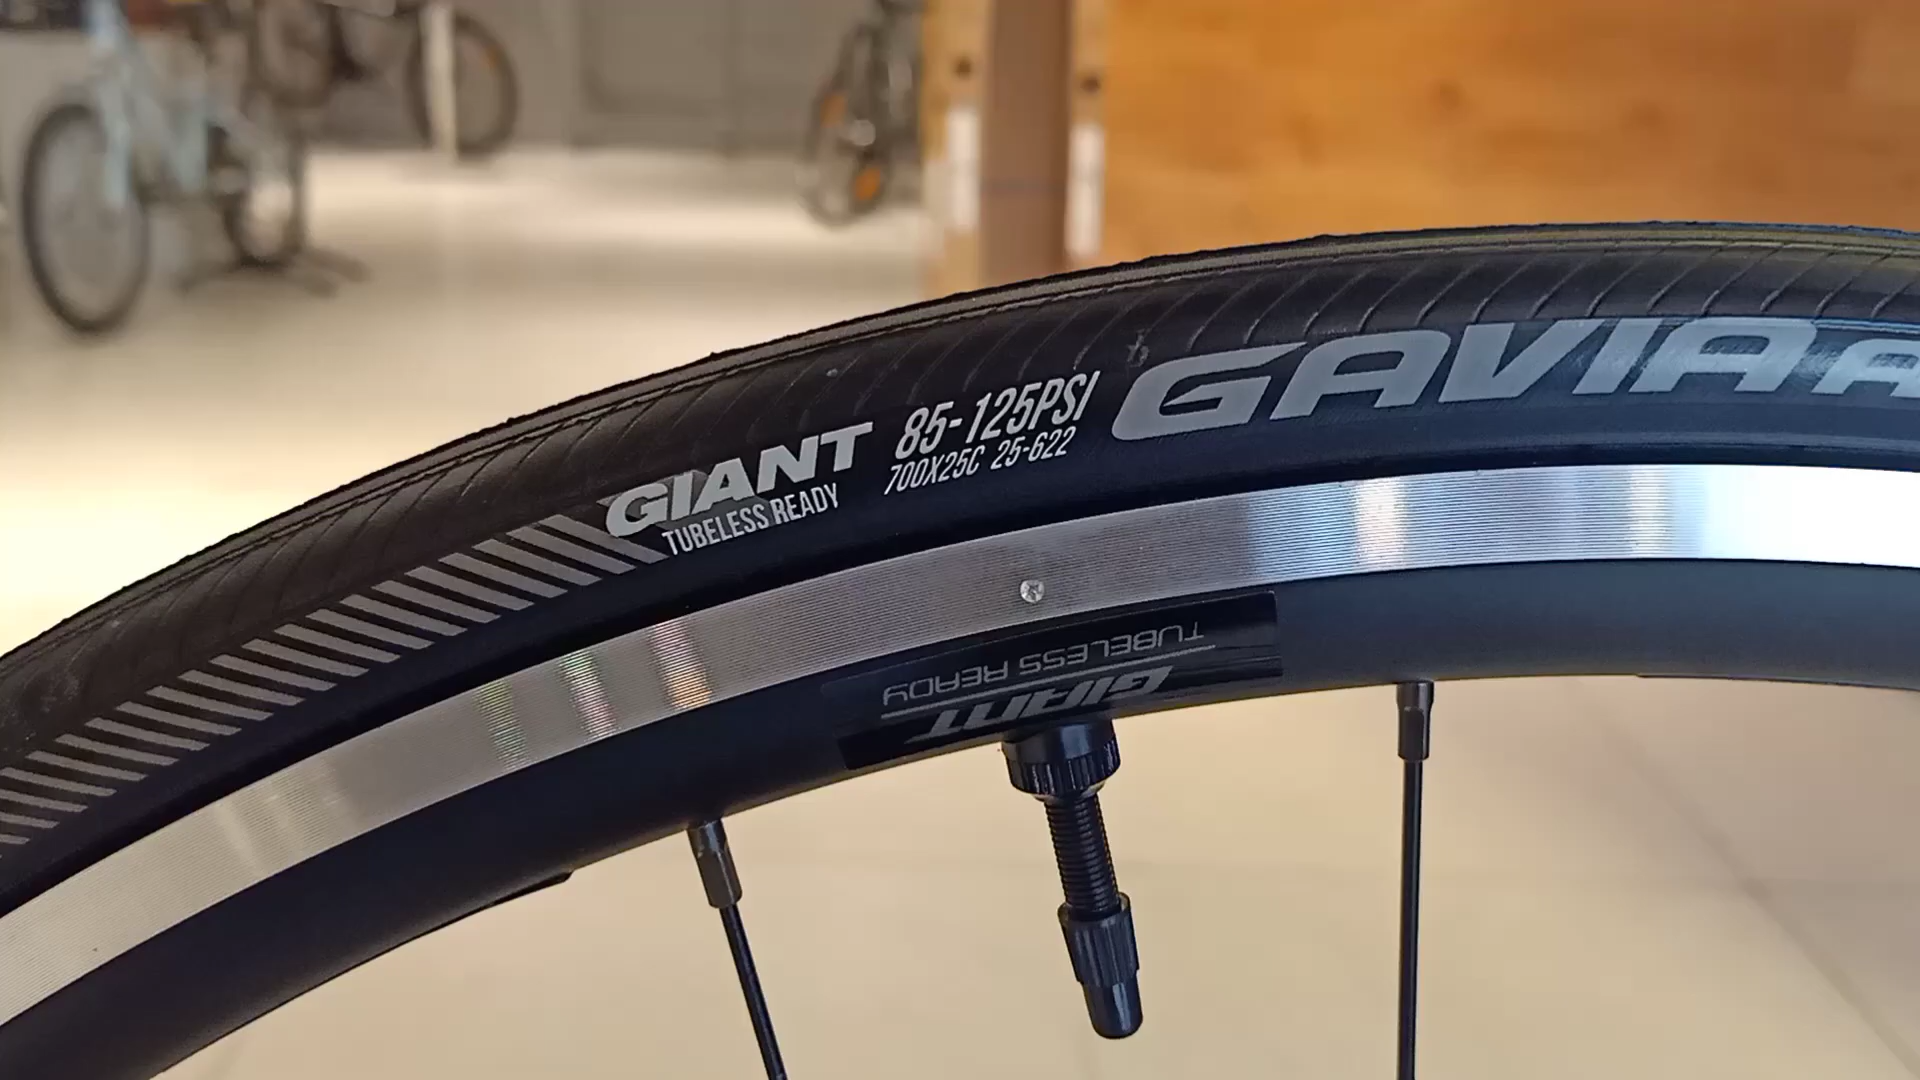 GIANT
TUBELESS READY
85-125PSI
700X25C 25-622
GAVIA
TUBELESS READY
GIANT